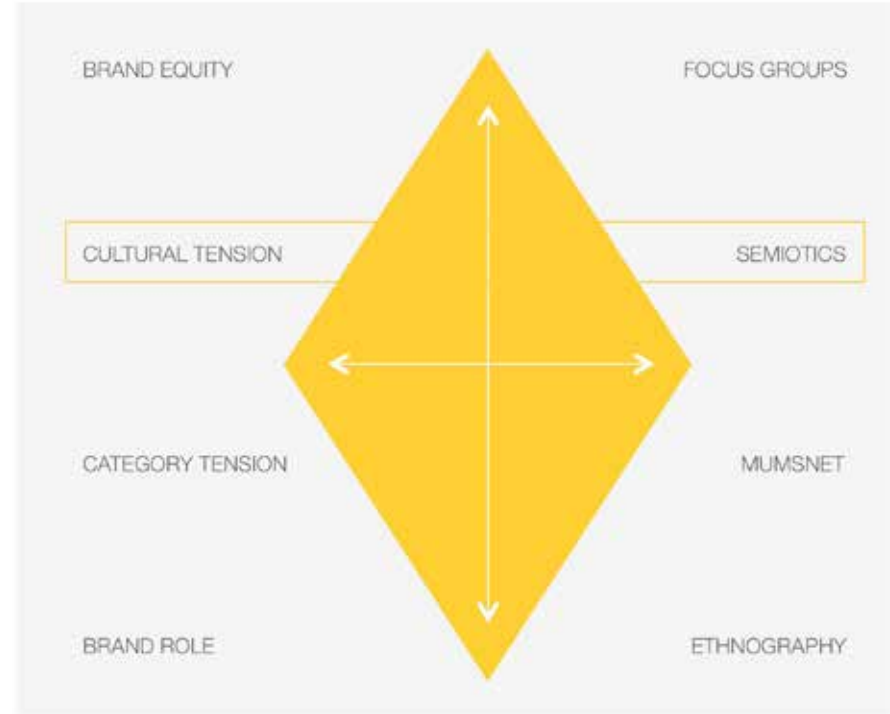 BRAND EQUITY FOCUS GROUPS
CULTURAL TENSION SEMIOTICS
CATEGORY TENSION MUMSNET
BRAND ROLE ETHNOGRAPHY